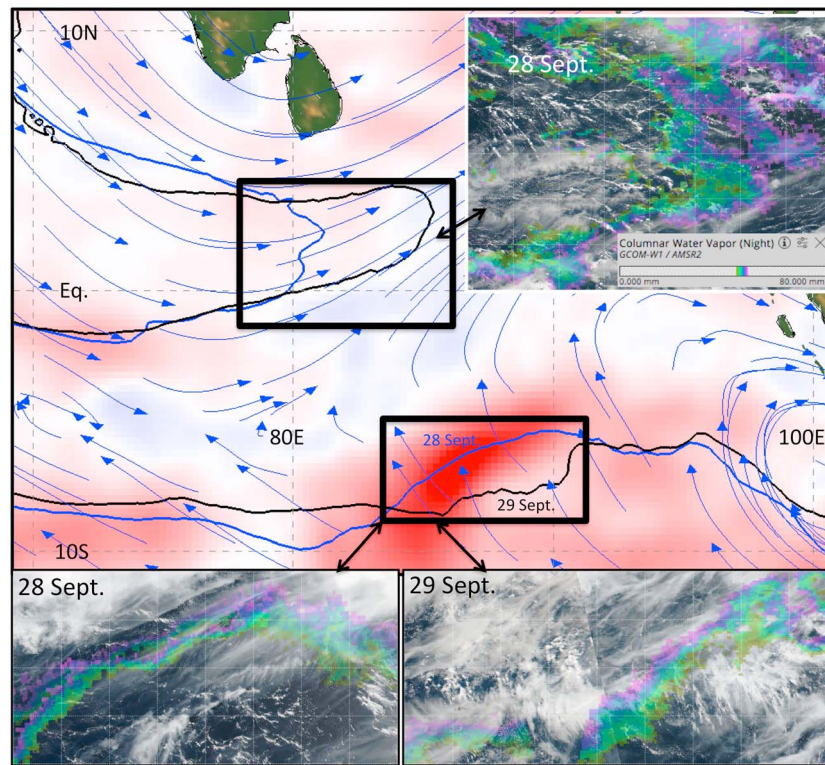 10N
28 Sept.
Columnar Water Vapor (Night)
GCOM-W1 / AMSR2
0.000 mm 80.000 mm
Eq.
80E
28 Sept.
100E
29 Sept.
10S
28 Sept.
29 Sept.